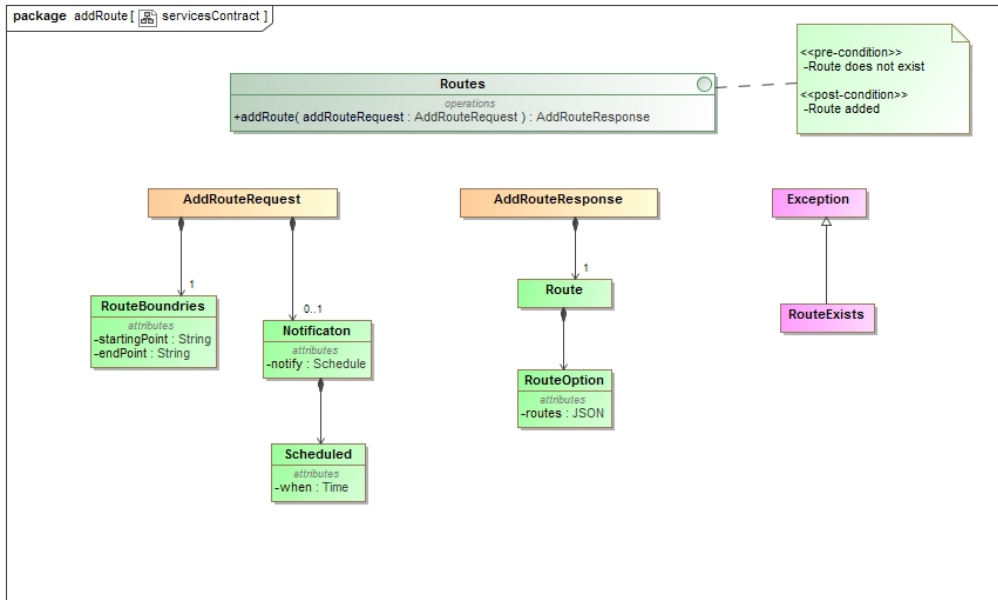 package addRoute [ servicesContract ]
Routes
operations
+addRoute( addRouteRequest : AddRouteRequest ) : AddRouteResponse
<<pre-condition>>
-Route does not exist
<<post-condition>>
-Route added
AddRouteRequest
AddRouteResponse
Exception
1
0..1
1
RouteBoundries
attributes
-startingPoint : String
-endPoint : String
Notificaton
attributes
-notify : Schedule
Scheduled
attributes
-when : Time
Route
RouteOption
attributes
-routes : JSON
RouteExists